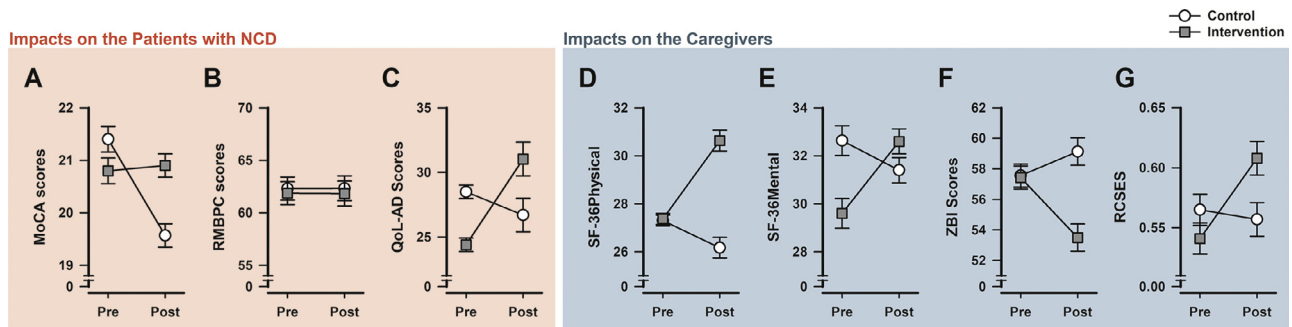 Control
Intervention
Impacts on the Patients with NCD
Impacts on the Caregivers
A
MoCA scores
22
21
20
19
0
Pre
Post
B
RMBPC scores
70
65
60
55
0
Pre
Post
C
QoL-AD Scores
35
30
25
0
Pre
Post
D
SF-36Physical
32
30
28
26
0
Pre
Post
E
SF-36Mental
34
32
30
28
0
Pre
Post
F
ZBI Scores
62
60
58
56
54
52
0
Pre
Post
G
RCSES
0.65
0.60
0.55
0.00
Pre
Post